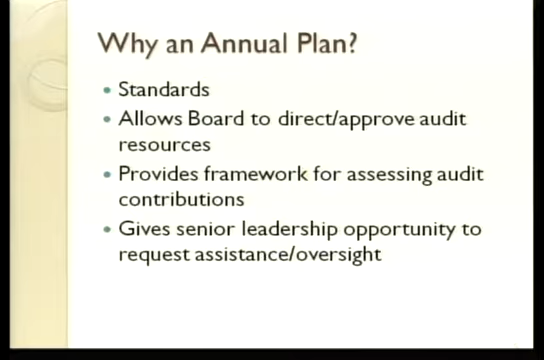 Why an Annual Plan?
• Standards
• Allows Board to direct/approve audit
resources
• Provides framework for assessing audit
contributions
• Gives senior leadership opportunity to
request assistance/oversight